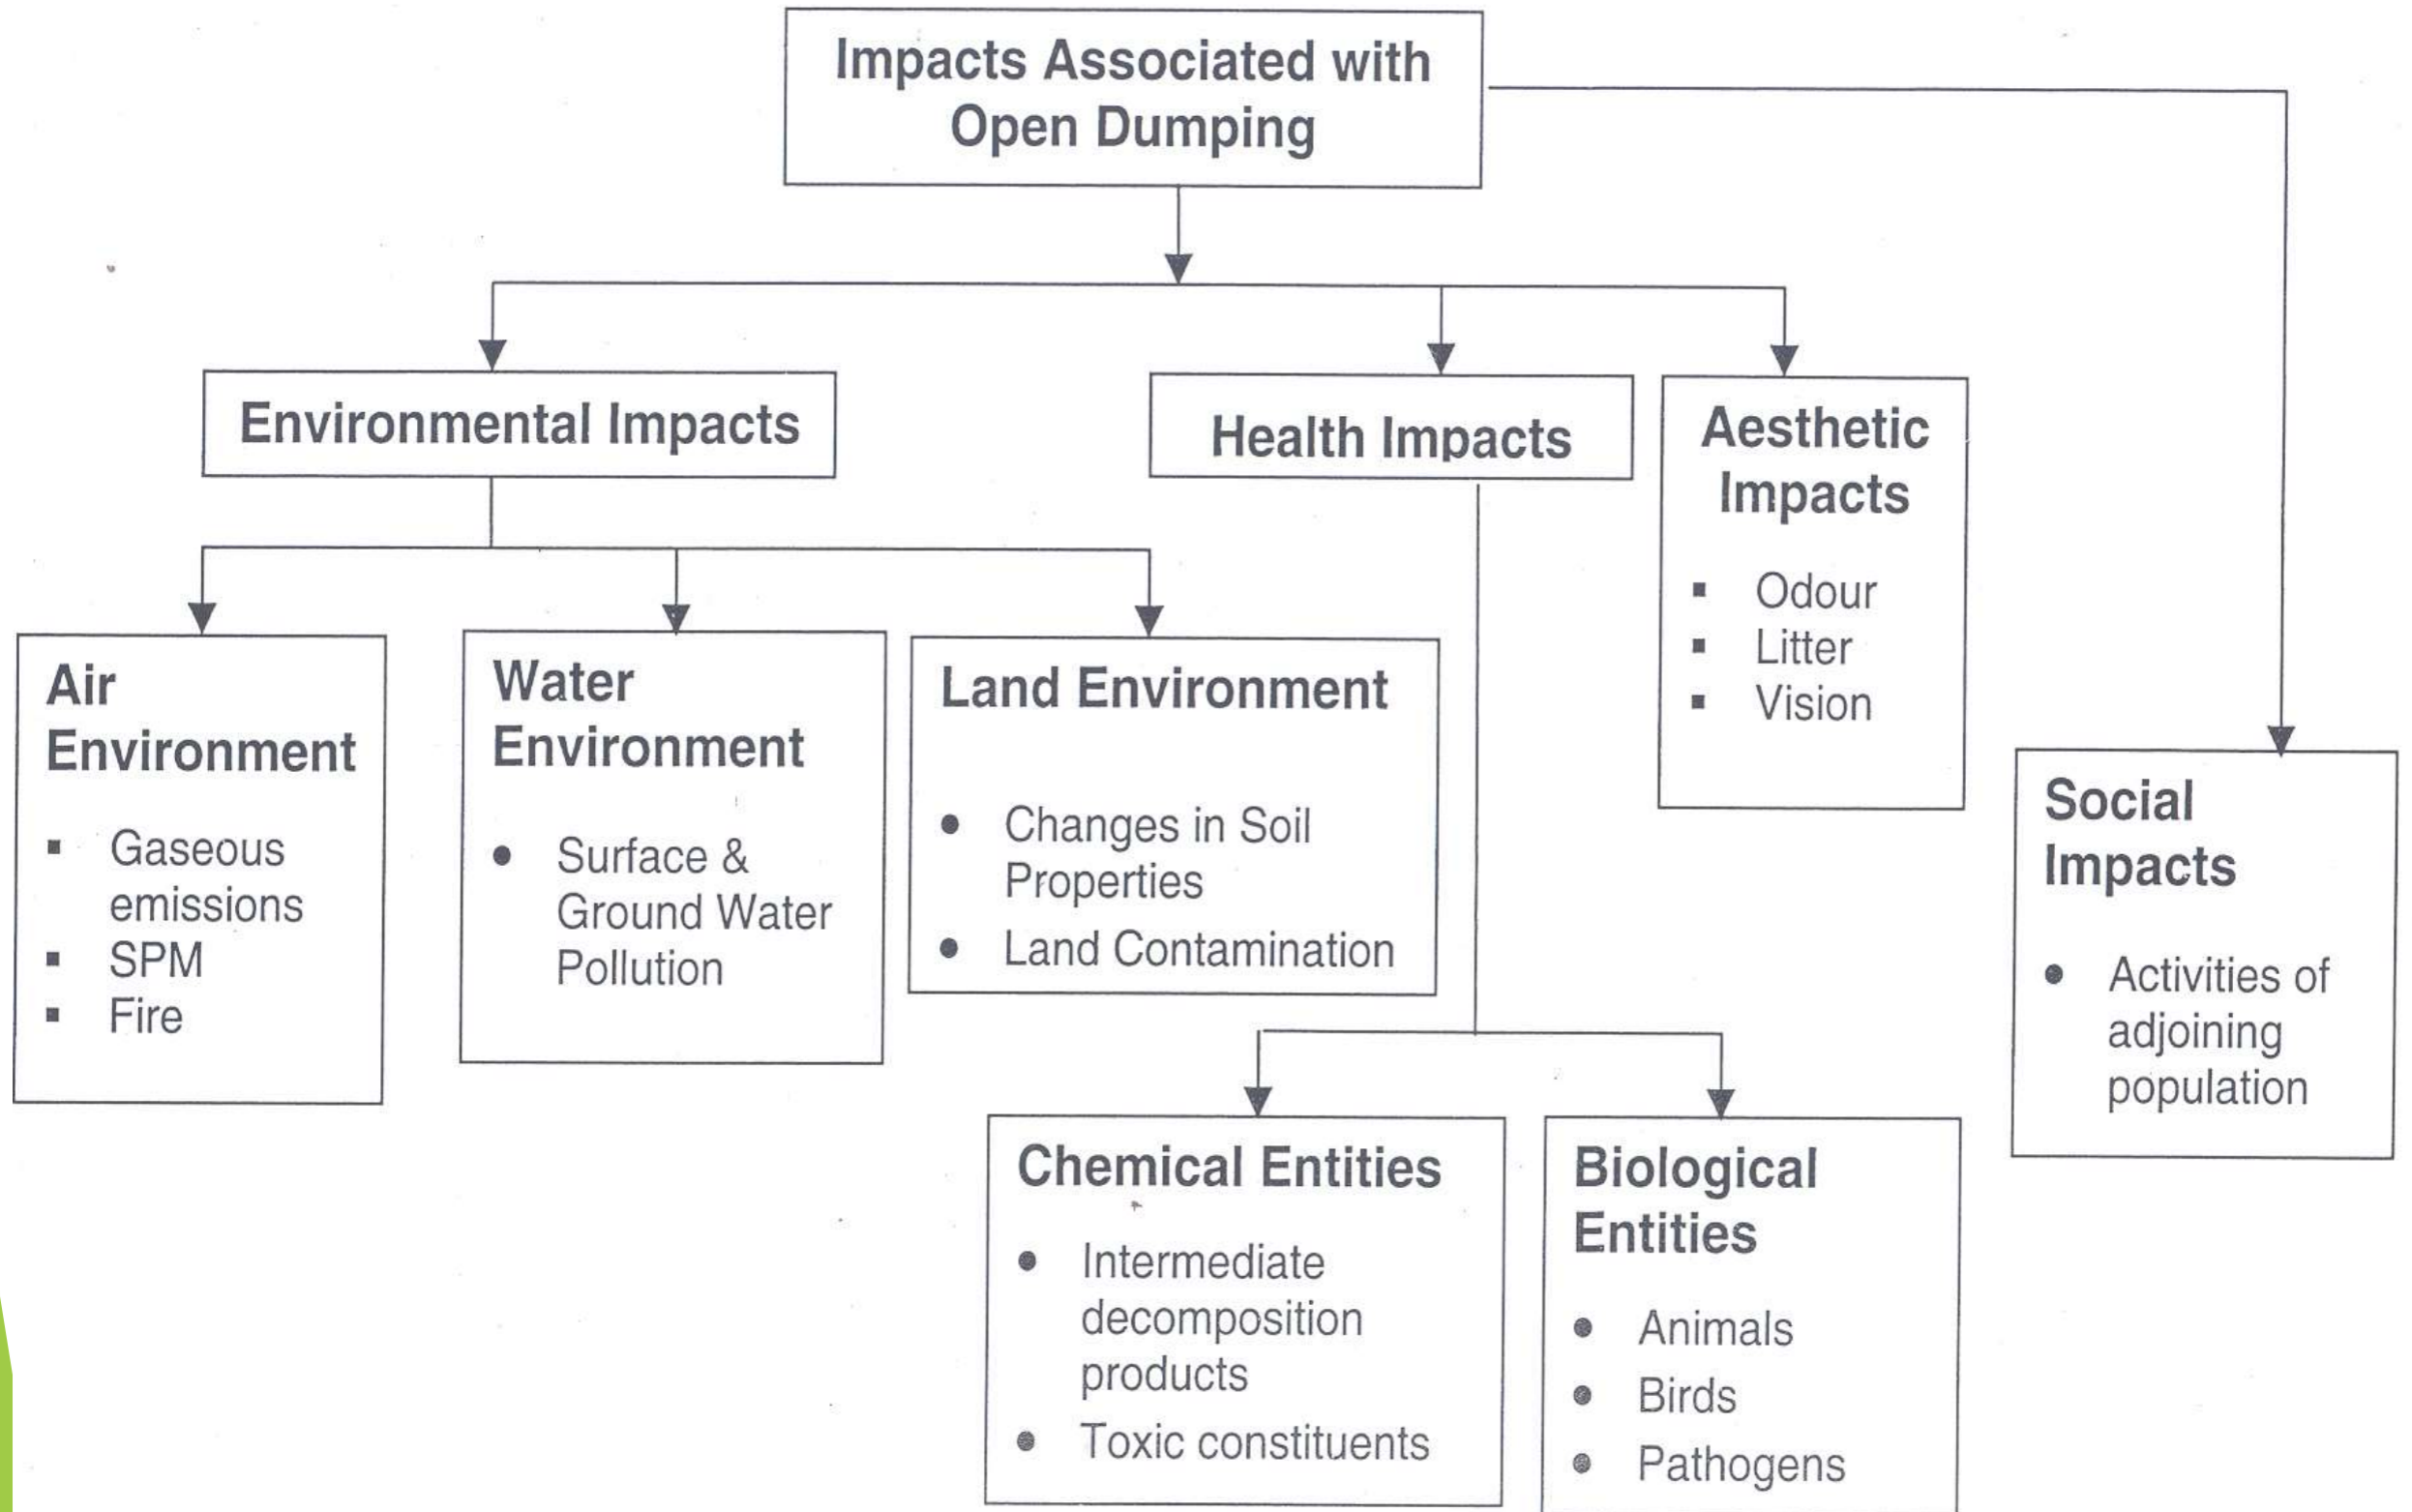 Impacts Associated with
Open Dumping
Environmental Impacts
Health Impacts
Aesthetic
Impacts
▪ Odour
▪ Litter
▪ Vision
Air
Environment
▪ Gaseous
emissions
▪ SPM
▪ Fire
Water
Environment
• Surface &
Ground Water
Pollution
Land Environment
• Changes in Soil
Properties
• Land Contamination
Social
Impacts
• Activities of
adjoining
population
Chemical Entities
• Intermediate
decomposition
products
• Toxic constituents
Biological
Entities
• Animals
• Birds
• Pathogens